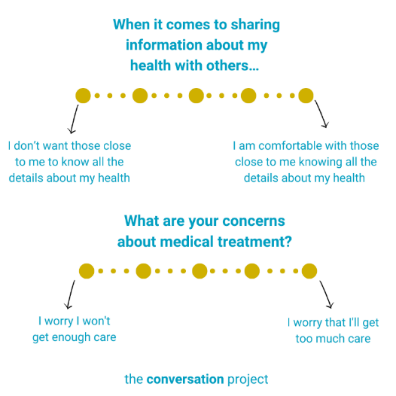 When it comes to sharing
information about my
health with others...
I don't want those close
to me to know all the
details about my health
I am comfortable with those
close to me knowing all the
details about my health
What are your concerns
about medical treatment?
I worry I won't
get enough care
I worry that I'll get
too much care
the conversation project